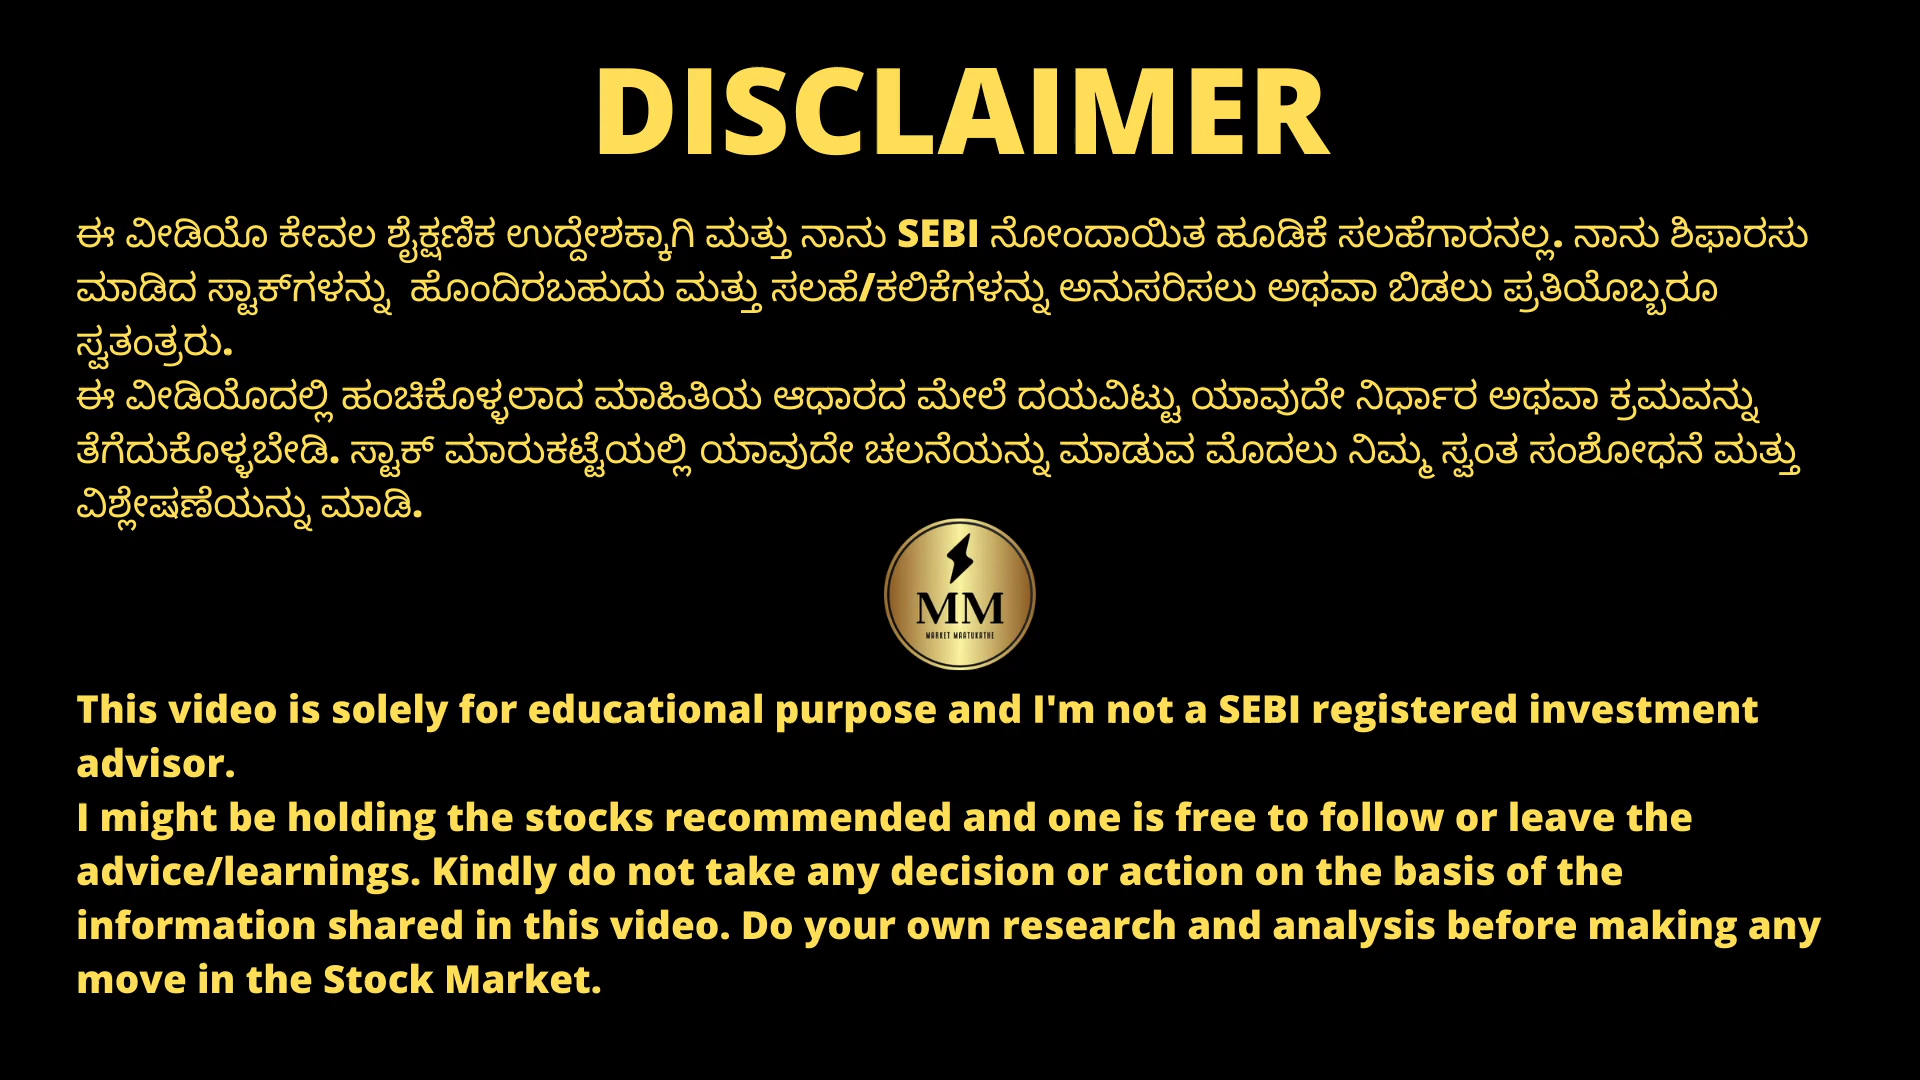 DISCLAIMER
ಈ ವೀಡಿಯೊ ಕೇವಲ ಶೈಕ್ಷಣಿಕ ಉದ್ದೇಶಕ್ಕಾಗಿ ಮತ್ತು ನಾನು SEBI ನೋಂದಾಯಿತ ಹೂಡಿಕೆ ಸಲಹೆಗಾರನಲ್ಲ. ನಾನು ಶಿಫಾರಸು
ಮಾಡಿದ ಸ್ಟಾಕ್‌ಗಳನ್ನು ಹೊಂದಿರಬಹುದು ಮತ್ತು ಸಲಹೆ/ಕಲಿಕೆಗಳನ್ನು ಅನುಸರಿಸಲು ಅಥವಾ ಬಿಡಲು ಪ್ರತಿಯೊಬ್ಬರೂ
ಸ್ವತಂತ್ರರು.
ಈ ವೀಡಿಯೊದಲ್ಲಿ ಹಂಚಿಕೊಳ್ಳಲಾದ ಮಾಹಿತಿಯ ಆಧಾರದ ಮೇಲೆ ದಯವಿಟ್ಟು ಯಾವುದೇ ನಿರ್ಧಾರ ಅಥವಾ ಕ್ರಮವನ್ನು
ತೆಗೆದುಕೊಳ್ಳಬೇಡಿ. ಸ್ಟಾಕ್ ಮಾರುಕಟ್ಟೆಯಲ್ಲಿ ಯಾವುದೇ ಚಲನೆಯನ್ನು ಮಾಡುವ ಮೊದಲು ನಿಮ್ಮ ಸ್ವಂತ ಸಂಶೋಧನೆ ಮತ್ತು
ವಿಶ್ಲೇಷಣೆಯನ್ನು ಮಾಡಿ.
MM
MARKET MAATUKATHE
This video is solely for educational purpose and I'm not a SEBI registered investment
advisor.
I might be holding the stocks recommended and one is free to follow or leave the
advice/learnings. Kindly do not take any decision or action on the basis of the
information shared in this video. Do your own research and analysis before making any
move in the Stock Market.